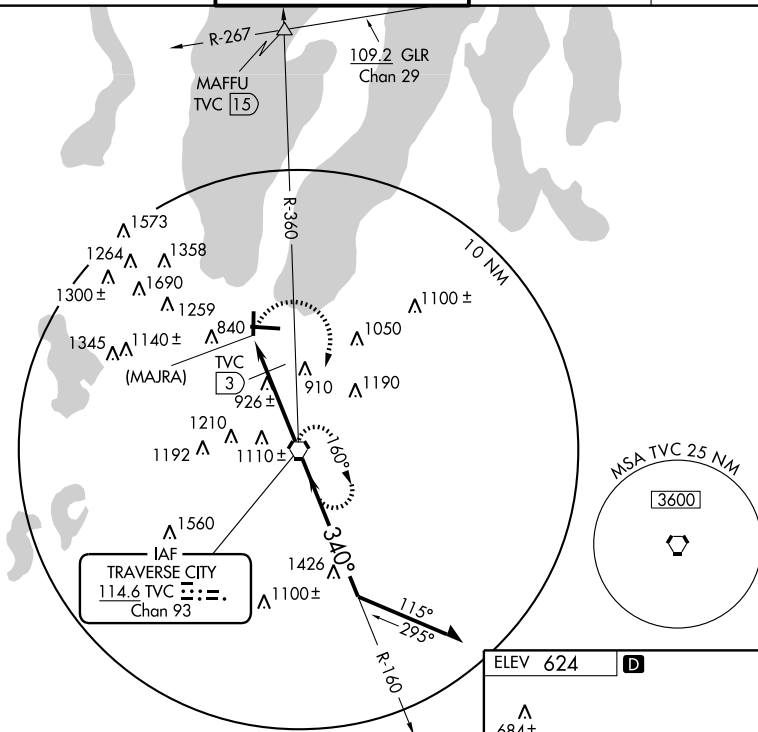 R-267
109.2 GLR
Chan 29
MAFFU
TVC 15
R-360
10 NM
1573
1264
1358
1300 ±
1690
1259
1100 ±
840
1050
1345
1140 ±
(MAJRA)
TVC
3
910
1190
926 ±
1210
1192
1110 ±
160°
MSA TVC 25 NM
3600
1560
340°
IAF
TRAVERSE CITY
114.6 TVC
Chan 93
1426
1100 ±
115°
295°
R-160
ELEV 624 D
684 ±